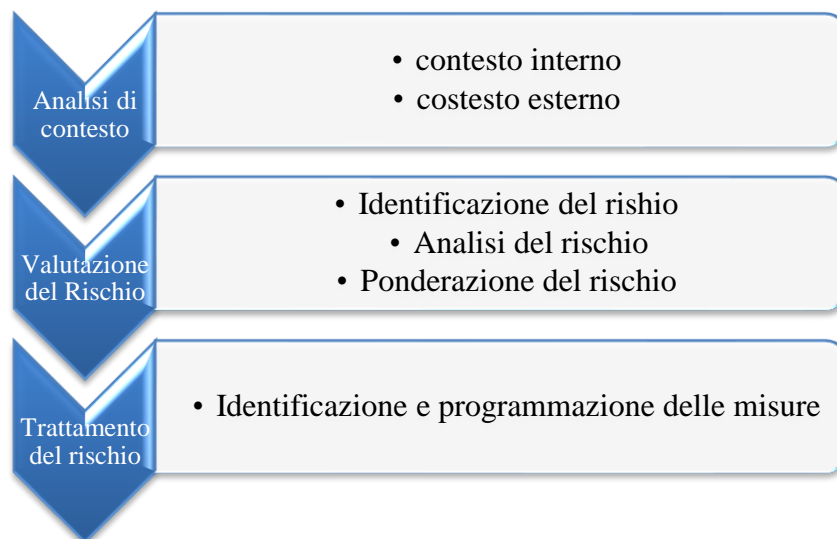 Analisi di
contesto
• contesto interno
• costesto esterno
Valutazione
del Rischio
• Identificazione del rishio
• Analisi del rischio
• Ponderazione del rischio
Trattamento
del rischio
• Identificazione e programmazione delle misure